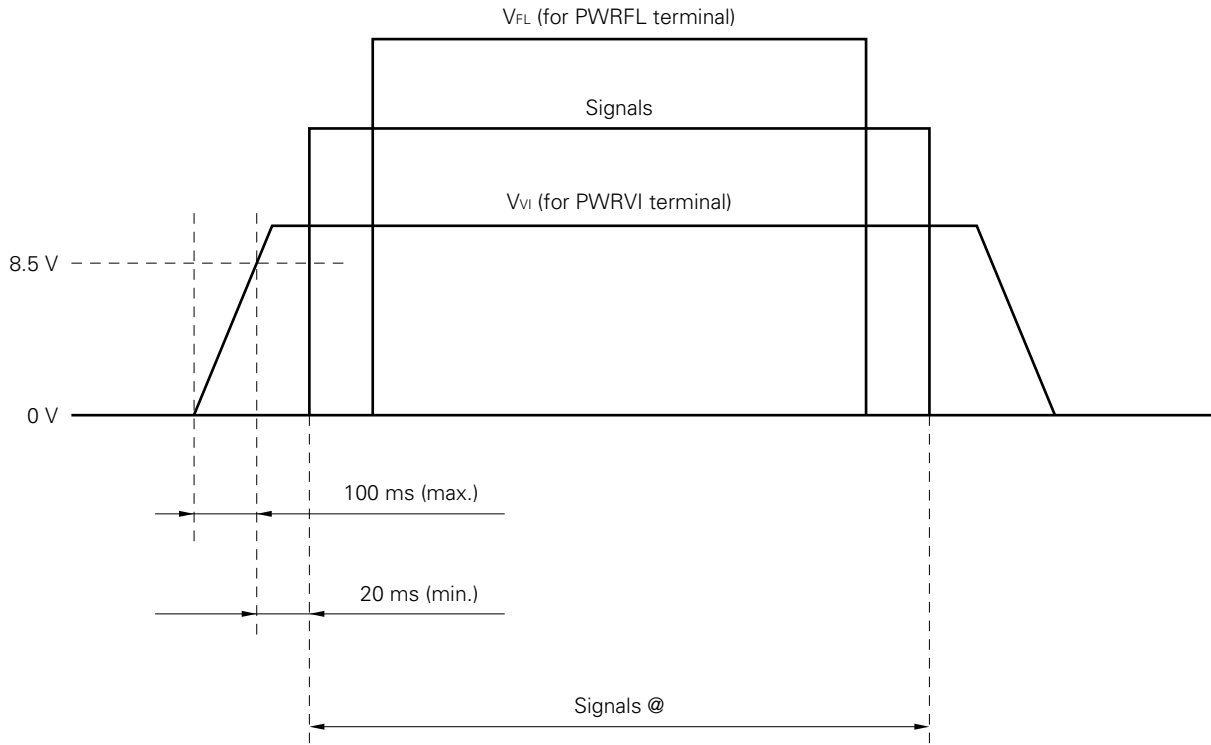 VFL (for PWRFL terminal)
Signals
VVI (for PWRVI terminal)
8.5 V
0 V
100 ms (max.)
20 ms (min.)
Signals @